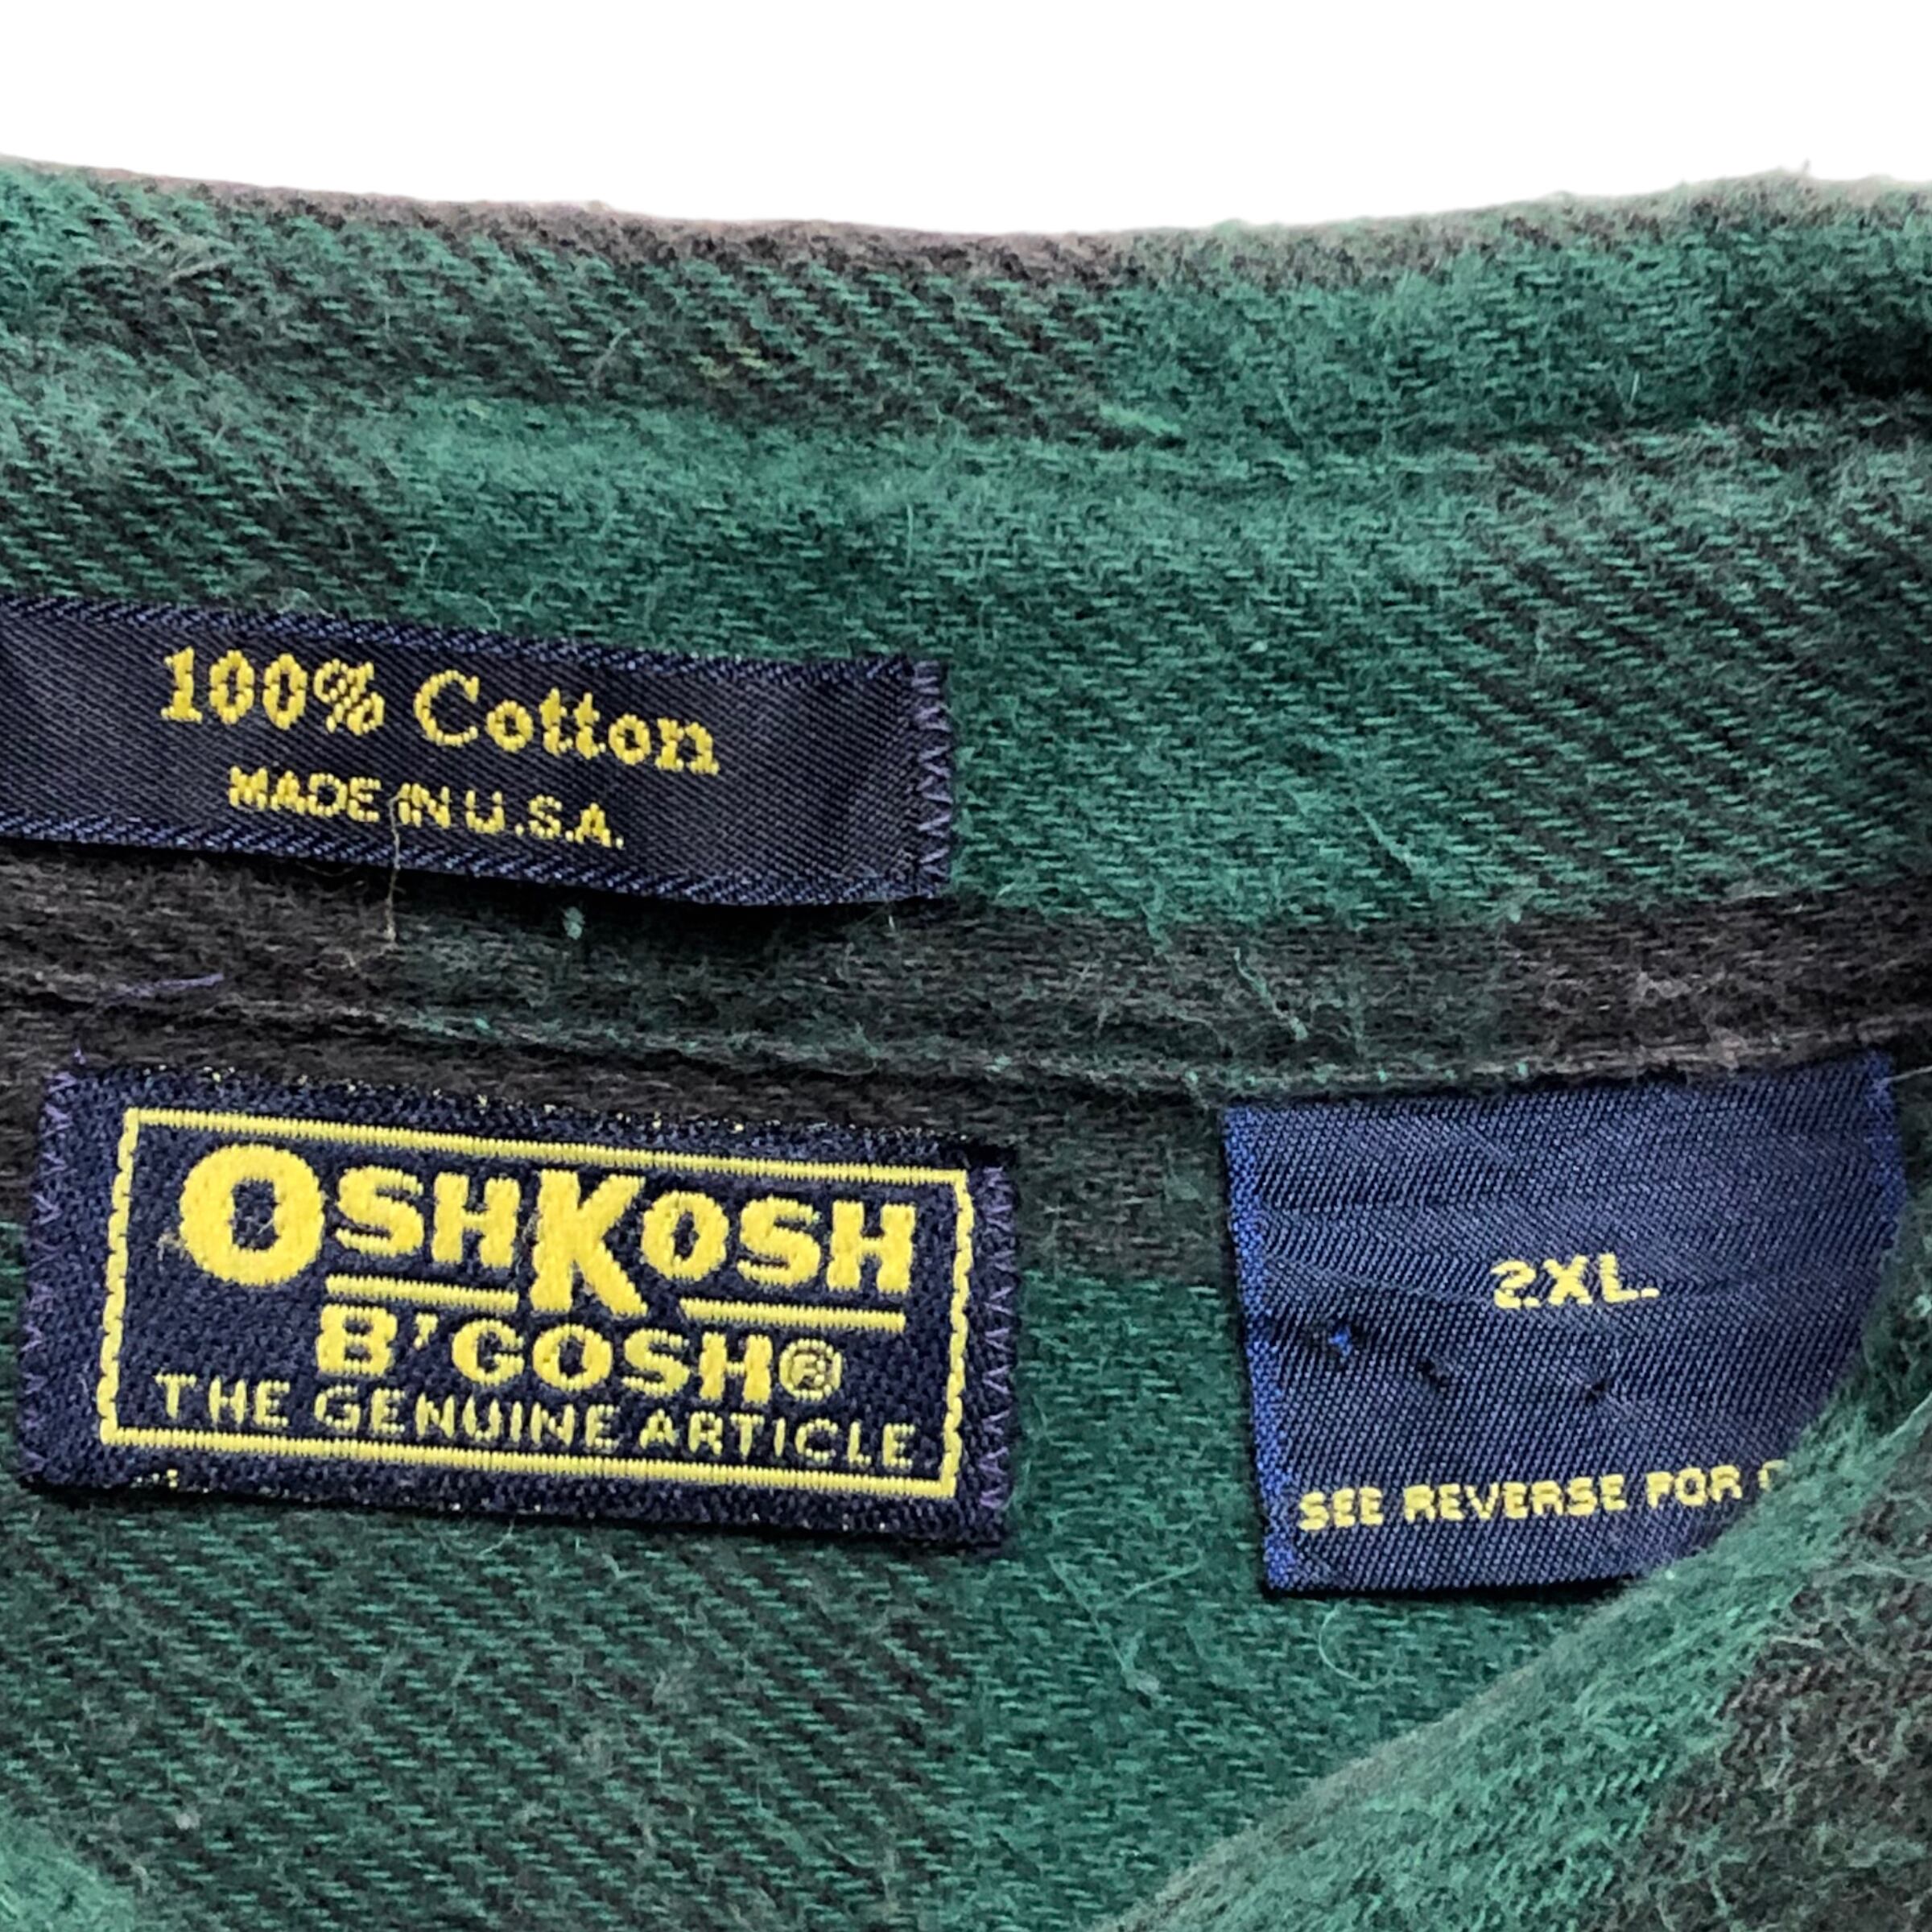 100% Cotton
MADE IN U.S.A.
OSHKOSH
B'GOSH®
THE GENUINE ARTICLE
2XL
SEE REVERSE FOR